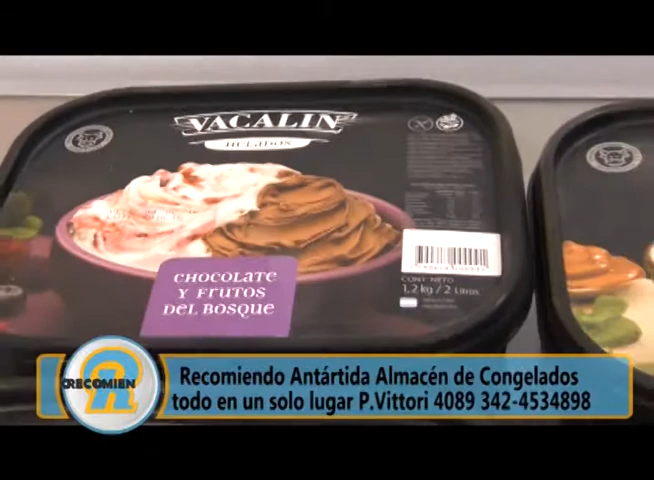 VACALIN
HELADOS
CHOCOLATE
Y FRUTOS
DEL BOSQUE
CONT. NETO
1,2 kg / 2 Litros
RECOMIEN
Recomiendo Antártida Almacén de Congelados
todo en un solo lugar P.Vittori 4089 342-4534898